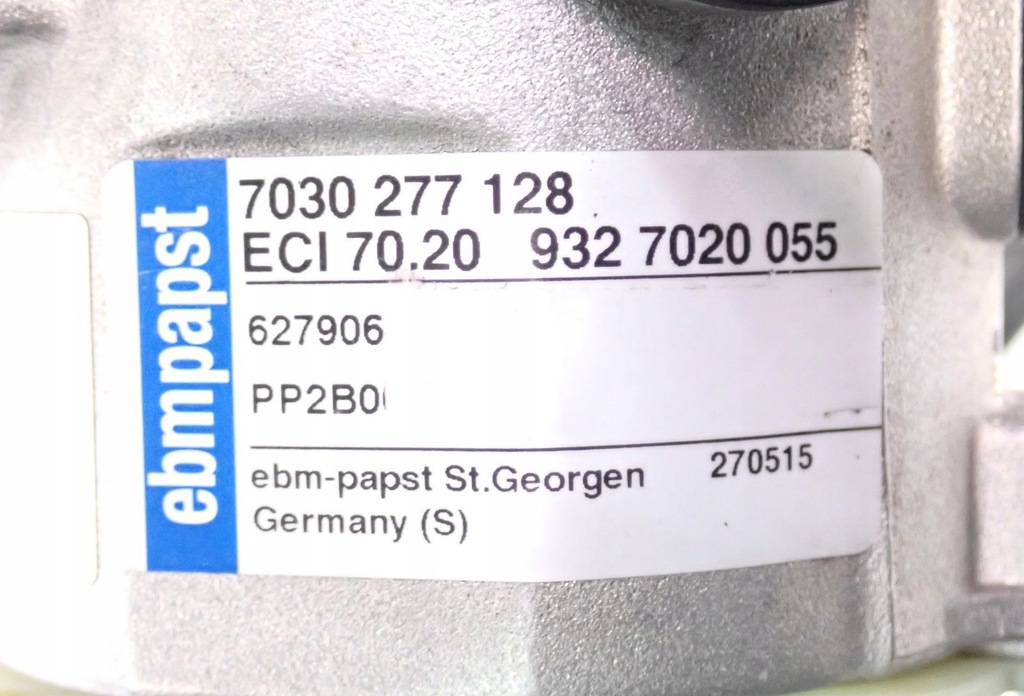 ebmpapst
7030 277 128
ECI 70.20 932 7020 055
627906
PP2B0
ebm-papst St.Georgen 270515
Germany (S)